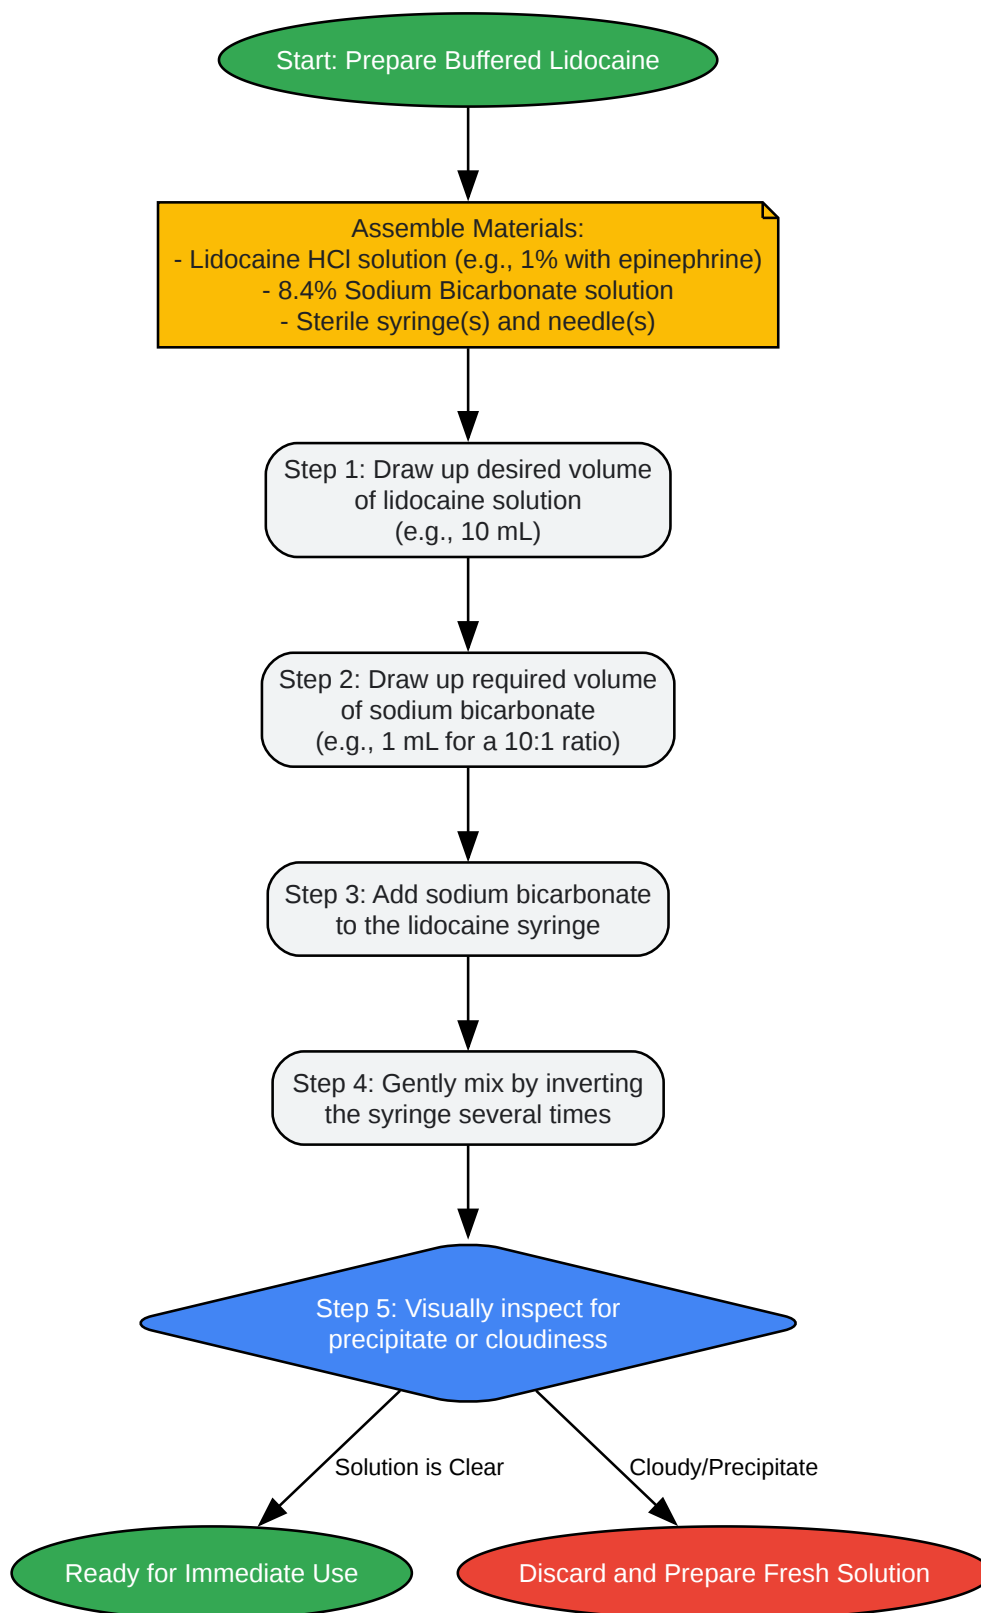 Start: Prepare Buffered Lidocaine
Assemble Materials:
- Lidocaine HCl solution (e.g., 1% with epinephrine)
- 8.4% Sodium Bicarbonate solution
- Sterile syringe(s) and needle(s)
Step 1: Draw up desired volume
of lidocaine solution
(e.g., 10 mL)
Step 2: Draw up required volume
of sodium bicarbonate
(e.g., 1 mL for a 10:1 ratio)
Step 3: Add sodium bicarbonate
to the lidocaine syringe
Step 4: Gently mix by inverting
the syringe several times
Step 5: Visually inspect for
precipitate or cloudiness
Solution is Clear
Cloudy/Precipitate
Ready for Immediate Use
Discard and Prepare Fresh Solution